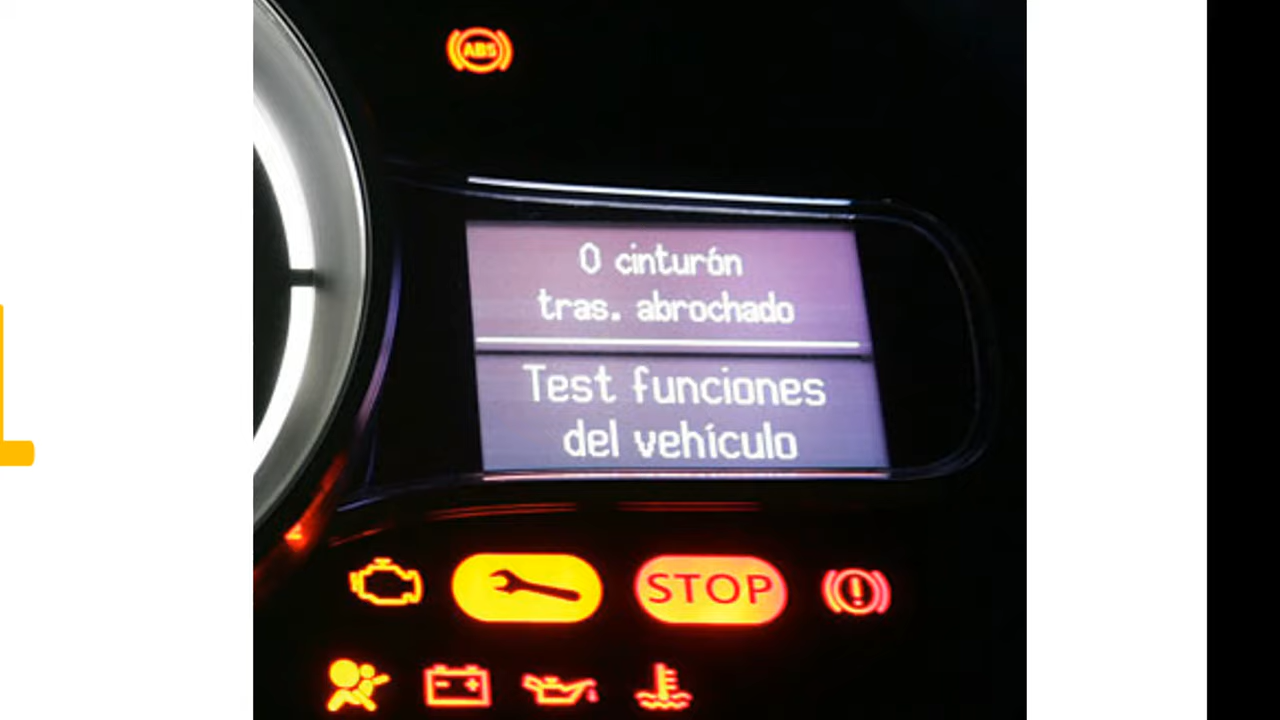 ABS
0 cinturón
tras. abrochado
Test funciones
del vehículo
STOP